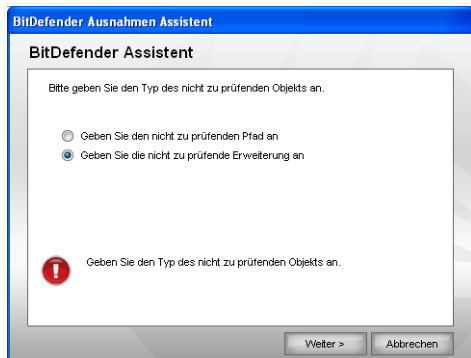 BitDefender Ausnahmen Assistent
BitDefender Assistent
Bitte geben Sie den Typ des nicht zu prüfenden Objekts an.
Geben Sie den nicht zu prüfenden Pfad an
Geben Sie die nicht zu prüfende Erweiterung an
Geben Sie den Typ des nicht zu prüfenden Objekts an.
Weiter > Abbrechen